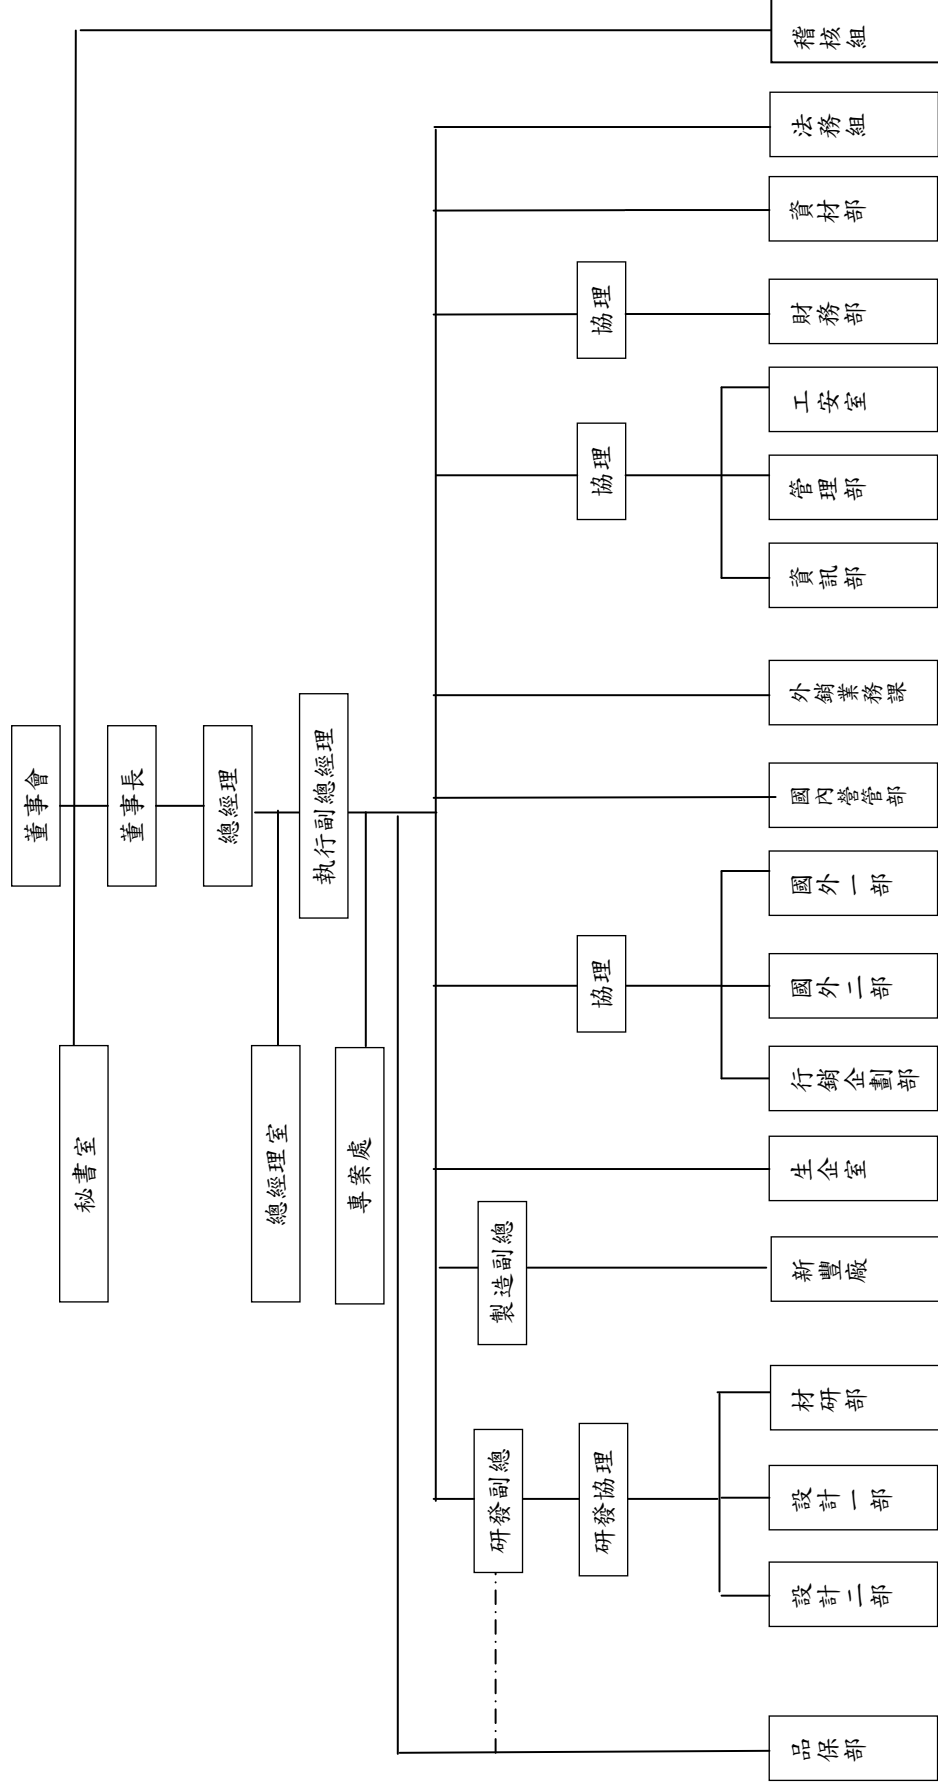 董事會
秘書室
稽核組
董事長
總經理
總經理室
執行副總經理
專案處
研發副總
製造副總
研發協理
協理
協理
協理
品保部
設計二部
設計一部
材研部
新豐廠
生企室
行銷企劃部
國外二部
國外一部
國內營管部
外銷業務課
資訊部
管理部
工安室
財務部
資材部
法務組